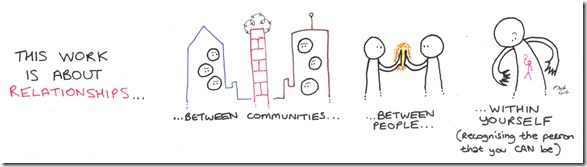 THIS WORK
IS ABOUT
RELATIONSHIPS...
...BETWEEN COMMUNITIES...
...BETWEEN
PEOPLE...
...WITHIN
YOURSELF
(Recognising the person
that you CAN be)